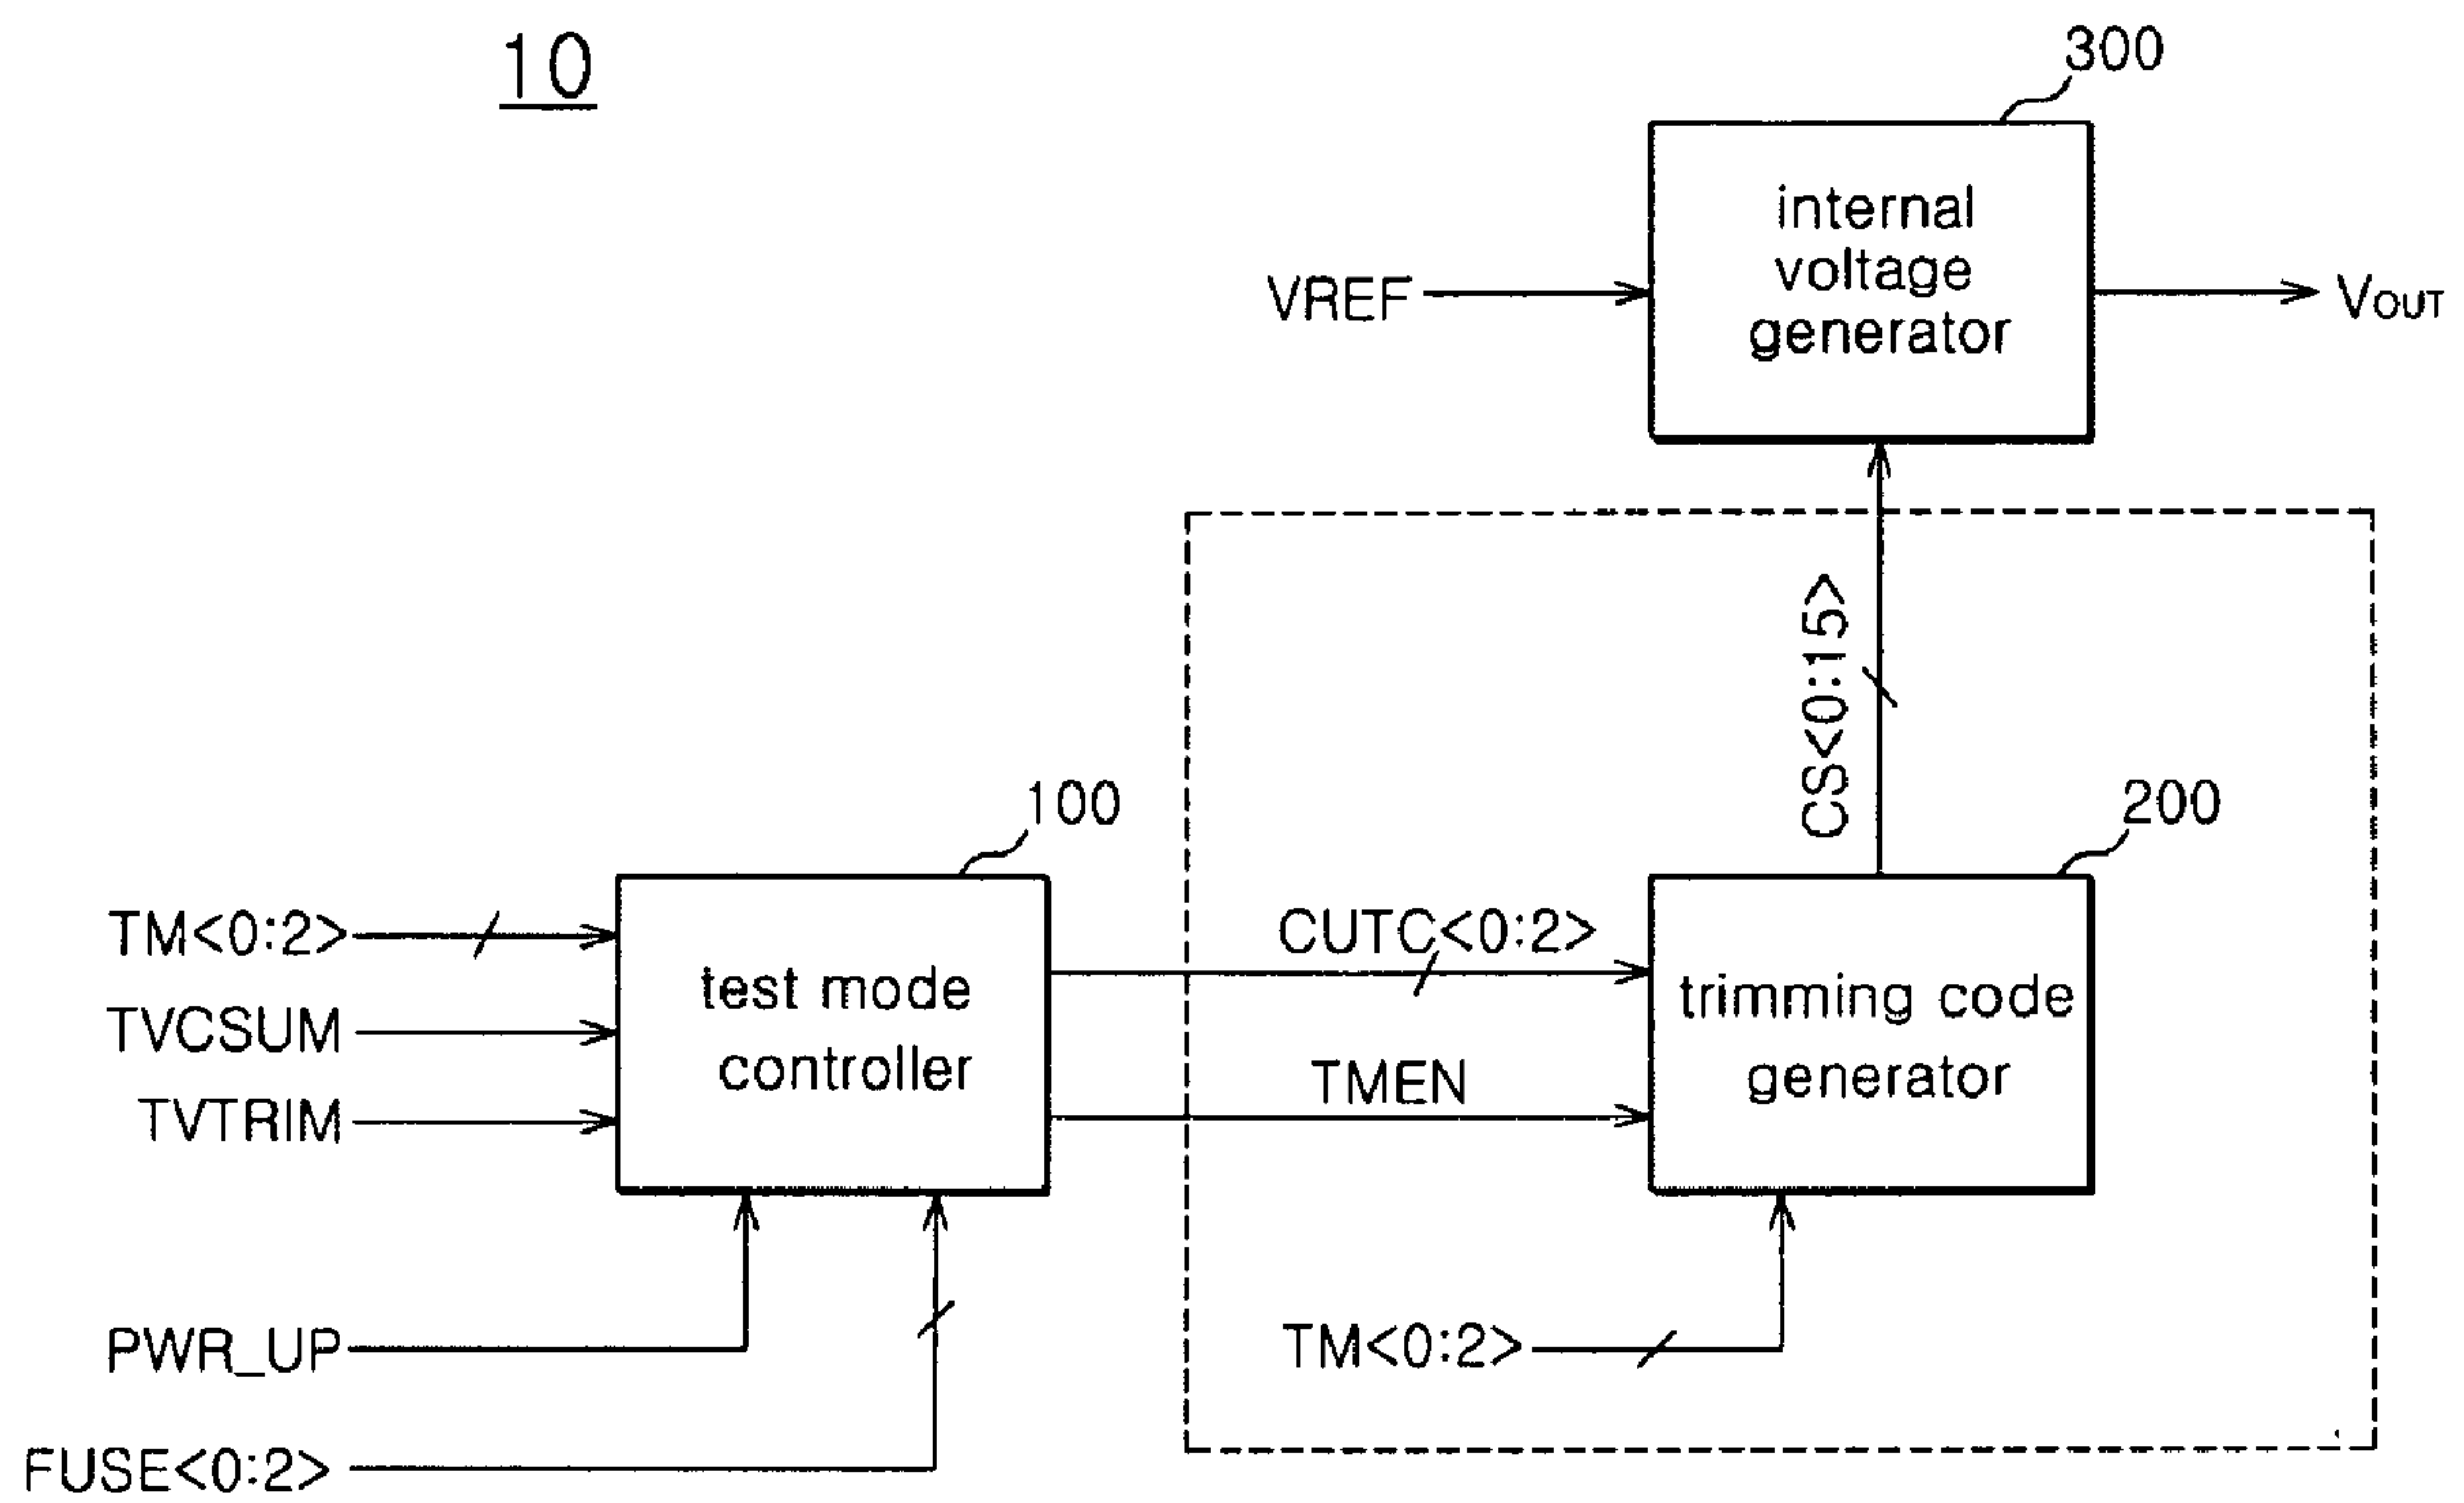 10
300
internal
voltage
generator
VREF
VOUT
CS<0:15>
100
200
TM<0:2>
TVCSUM
TVTRIM
test mode
controller
CUTC<0:2>
TMEN
trimming code
generator
PWR_UP
TM<0:2>
FUSE<0:2>